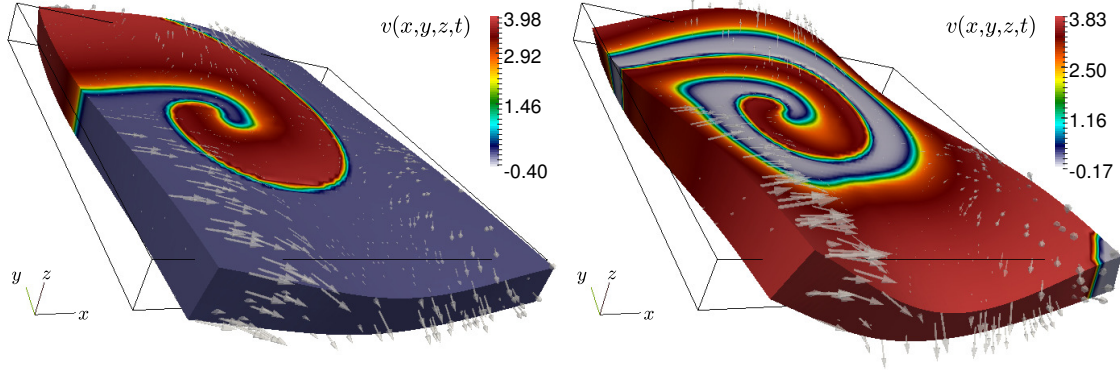 v(x,y,z,t)
3.98
2.92
1.46
-0.40
y
z
x
v(x,y,z,t)
3.83
2.50
1.16
-0.17
y
z
x